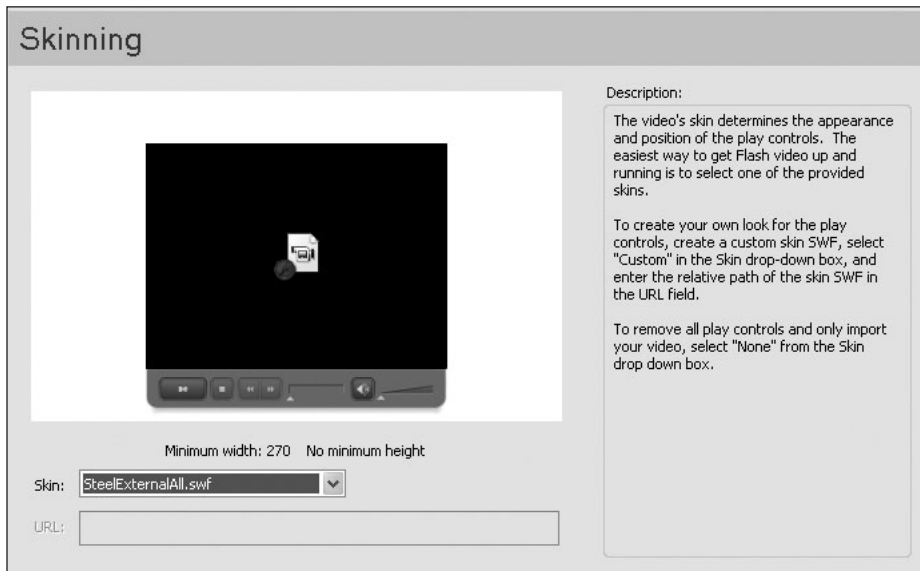 Skinning
Description:
The video's skin determines the appearance
and position of the play controls.  The
easiest way to get Flash video up and
running is to select one of the provided
skins.
To create your own look for the play
controls, create a custom skin SWF, select
"Custom" in the Skin drop-down box, and
enter the relative path of the skin SWF in
the URL field.
To remove all play controls and only import
your video, select "None" from the Skin
drop down box.
Minimum width: 270    No minimum height
Skin: SteelExternalAll.swf
URL: